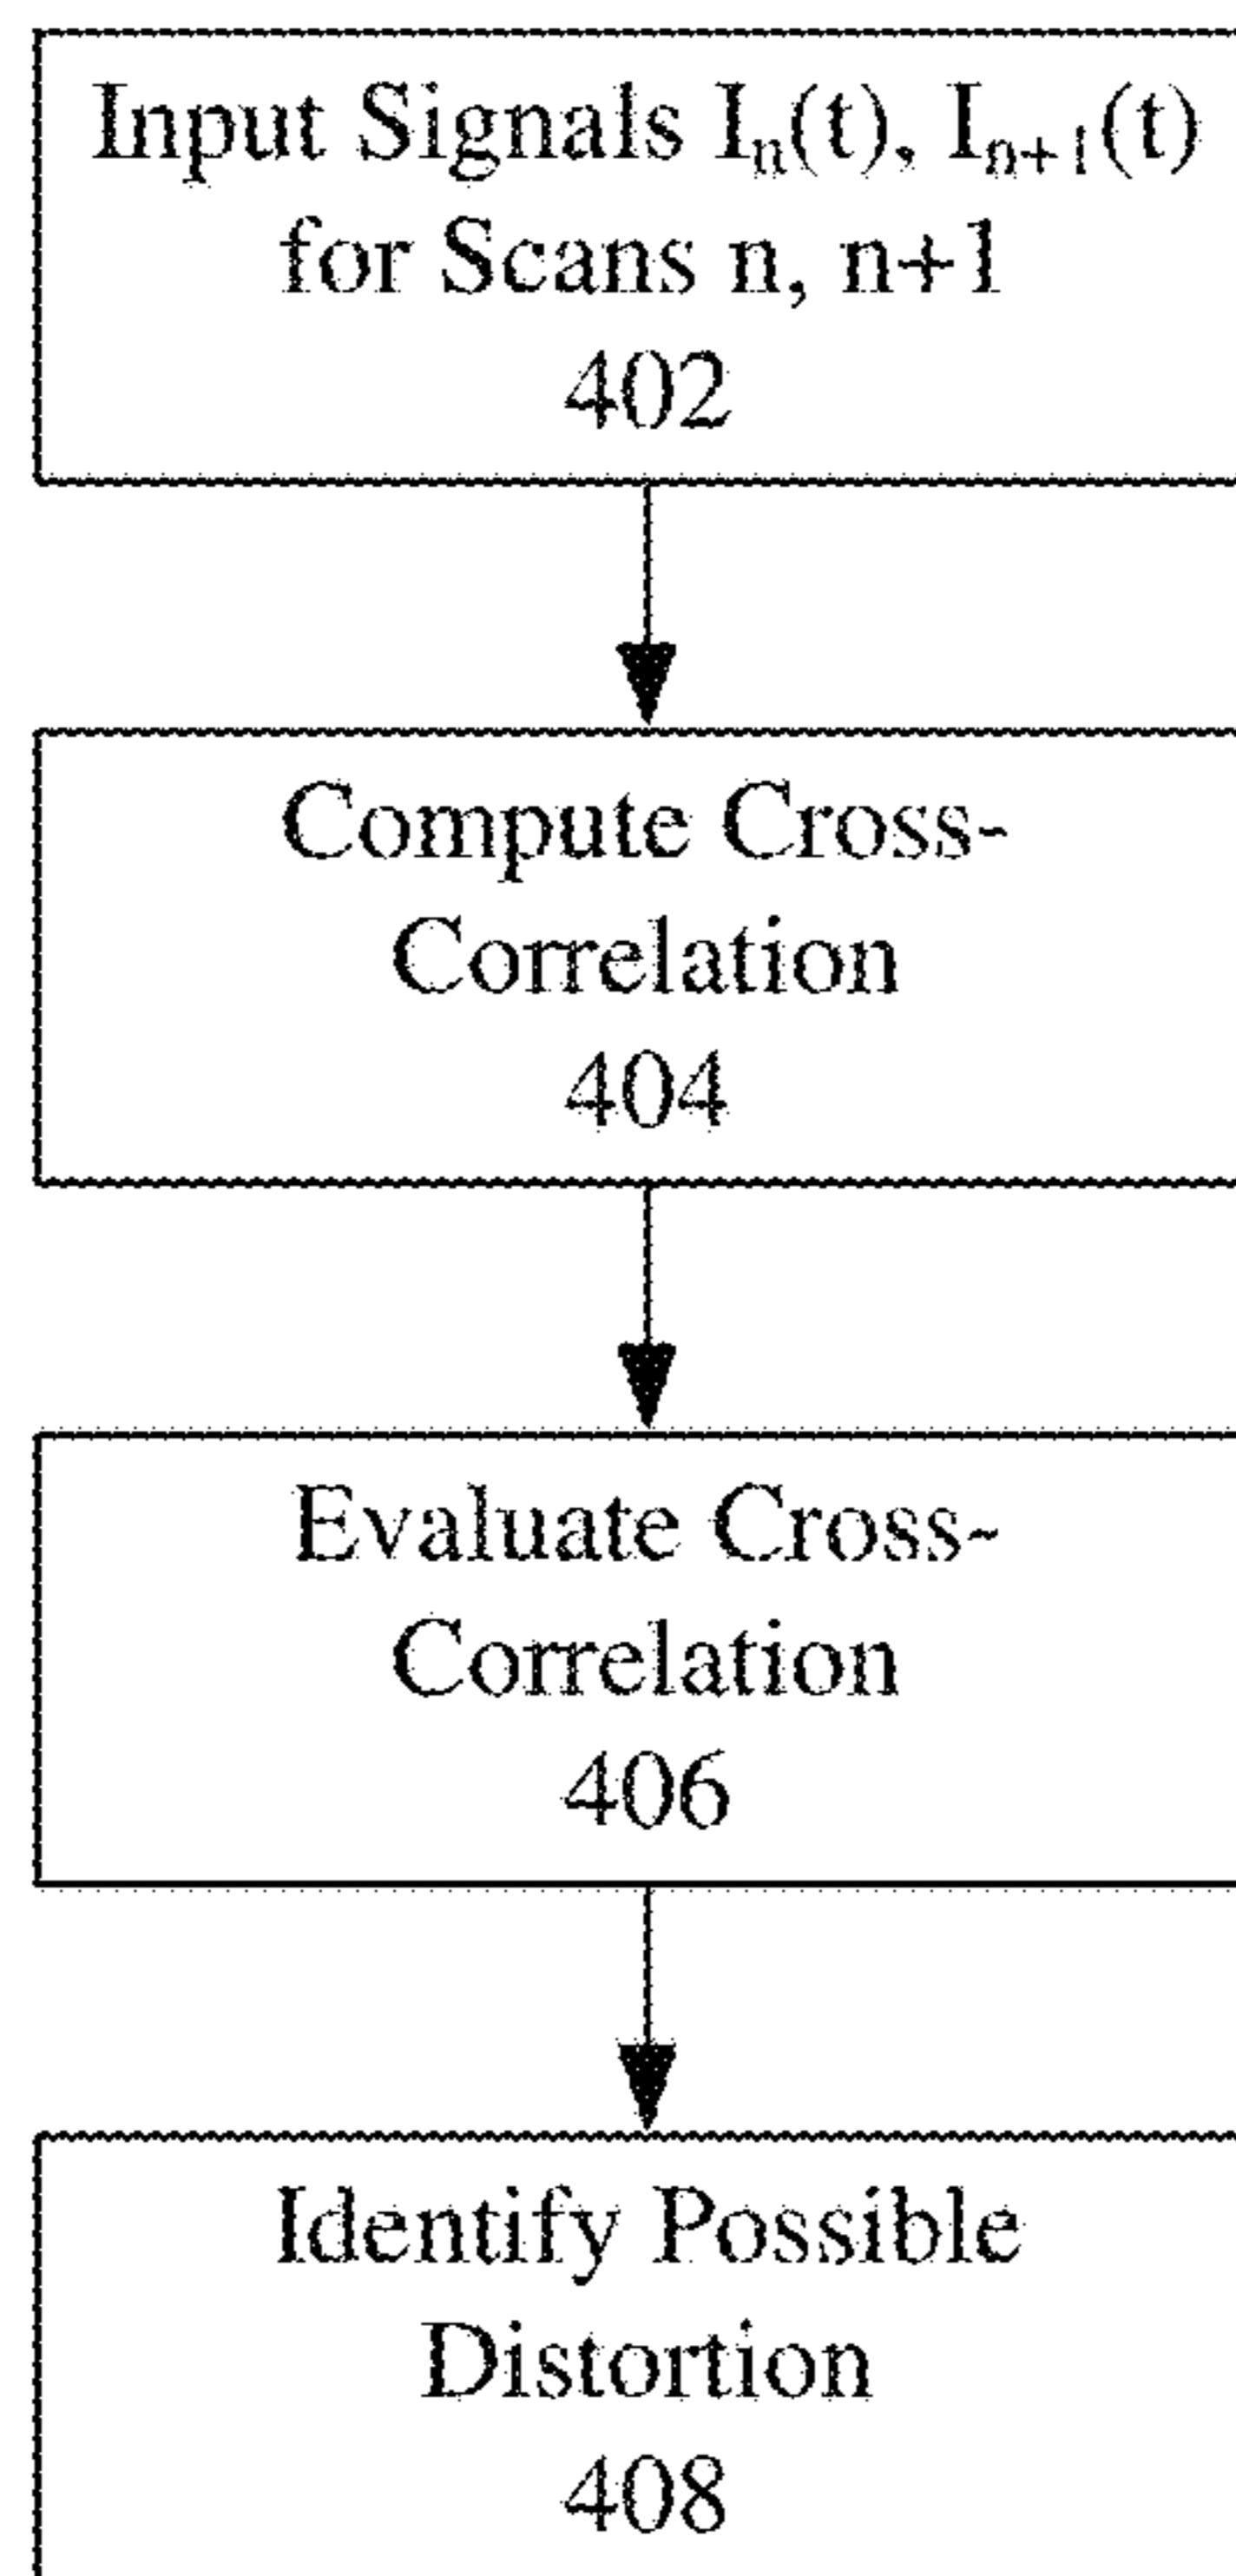 Input Signals Iₙ(t), Iₙ₊₁(t)
for Scans n, n+1
402
Compute Cross-
Correlation
404
Evaluate Cross-
Correlation
406
Identify Possible
Distortion
408